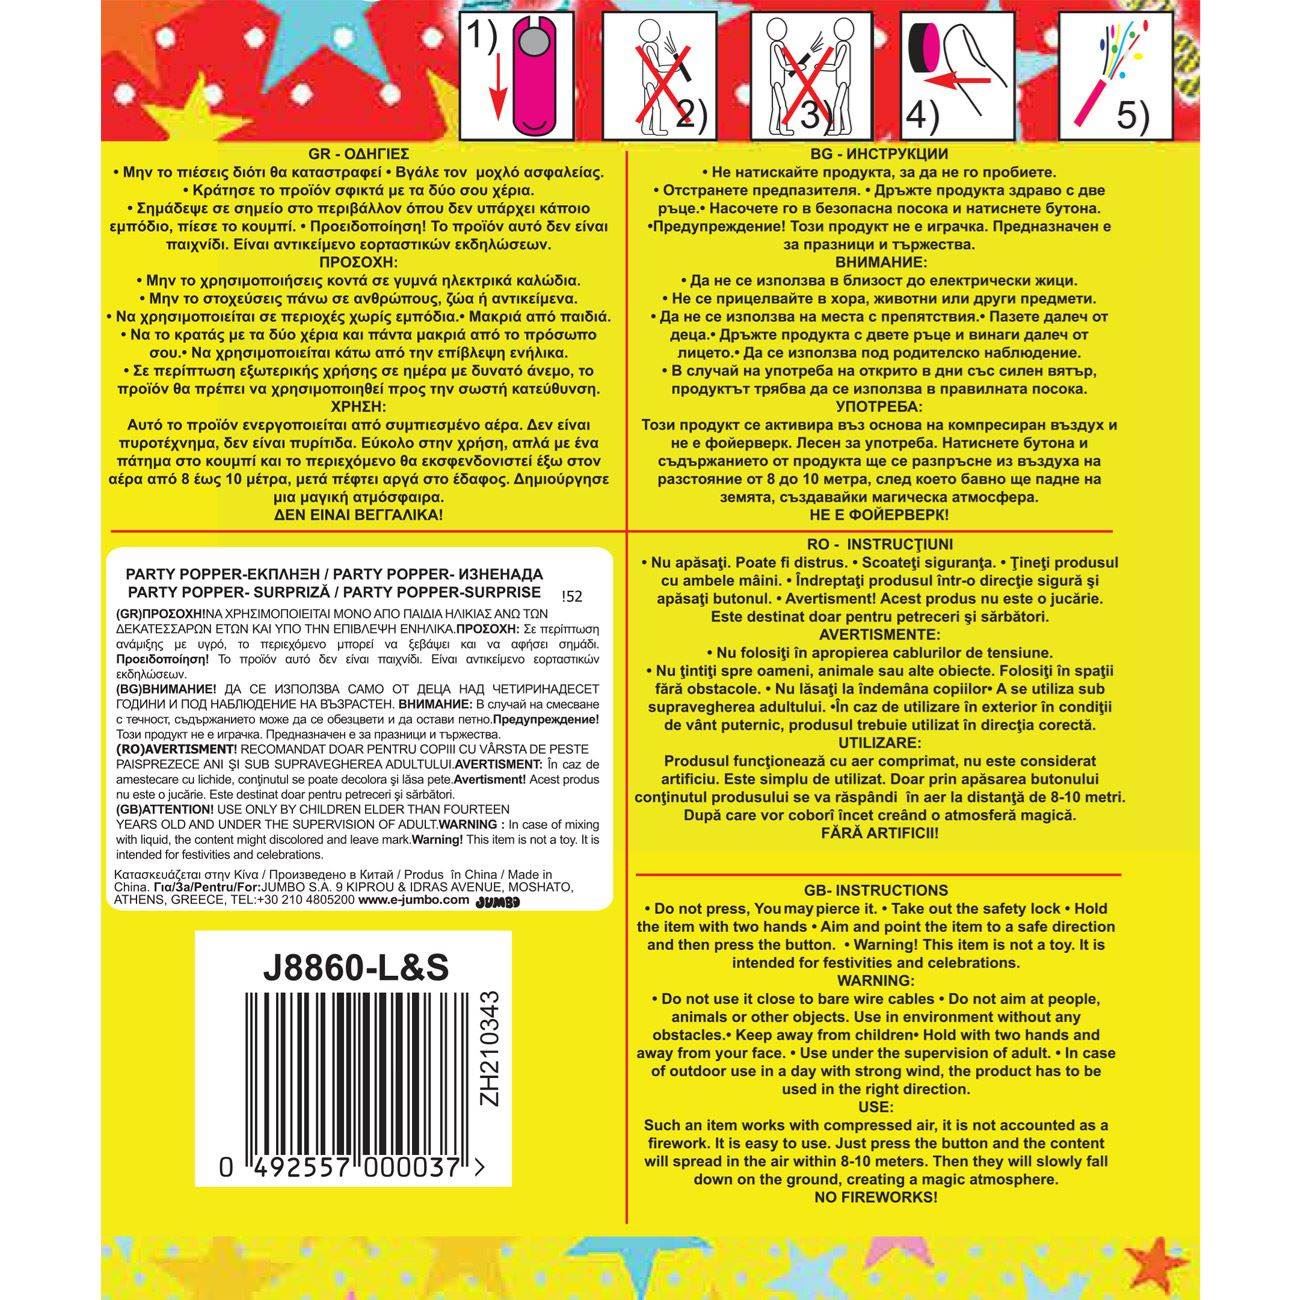 1)
2)
3)
4)
5)
GR - ΟΔΗΓΙΕΣ
• Μην το πιέσεις διότι θα καταστραφεί • Βγάλε τον μοχλό ασφαλείας.
• Κράτησε το προϊόν σφικτά με τα δύο σου χέρια.
• Σημάδεψε σε σημείο στο περιβάλλον όπου δεν υπάρχει κάποιο
εμπόδιο, πίεσε το κουμπί. • Προειδοποίηση! Το προϊόν αυτό δεν είναι
παιχνίδι. Είναι αντικείμενο εορταστικών εκδηλώσεων.
ΠΡΟΣΟΧΗ:
• Μην το χρησιμοποιήσεις κοντά σε γυμνά ηλεκτρικά καλώδια.
• Μην το στοχεύσεις πάνω σε ανθρώπους, ζώα ή αντικείμενα.
• Να χρησιμοποιείται σε περιοχές χωρίς εμπόδια.• Μακριά από παιδιά.
• Να το κρατάς με τα δύο χέρια και πάντα μακριά από το πρόσωπο
σου.• Να χρησιμοποιείται κάτω από την επίβλεψη ενήλικα.
• Σε περίπτωση εξωτερικής χρήσης σε ημέρα με δυνατό άνεμο, το
προϊόν θα πρέπει να χρησιμοποιηθεί προς την σωστή κατεύθυνση.
ΧΡΗΣΗ:
Αυτό το προϊόν ενεργοποιείται από συμπιεσμένο αέρα. Δεν είναι
πυροτέχνημα, δεν είναι πυρίτιδα. Εύκολο στην χρήση, απλά με ένα
πάτημα στο κουμπί και το περιεχόμενο θα εκσφενδονιστεί έξω στον
αέρα από 8 έως 10 μέτρα, μετά πέφτει αργά στο έδαφος. Δημιούργησε
μια μαγική ατμόσφαιρα.
ΔΕΝ ΕΙΝΑΙ ΒΕΓΓΑΛΙΚΑ!
BG - ИНСТРУКЦИИ
• Не натискайте продукта, за да не го пробиете.
• Отстранете предпазителя. • Дръжте продукта здраво с две
ръце.• Насочете го в безопасна посока и натиснете бутона.
•Предупреждение! Този продукт не е играчка. Предназначен е
за празници и тържества.
ВНИМАНИЕ:
• Да не се използва в близост до електрически жици.
• Не се прицелвайте в хора, животни или други предмети.
• Да не се използва на места с препятствия.• Пазете далеч от
деца.• Дръжте продукта с двете ръце и винаги далеч от
лицето.• Да се използва под родителско наблюдение.
• В случай на употреба на открито в дни със силен вятър,
продуктът трябва да се използва в правилната посока.
УПОТРЕБА:
Този продукт се активира въз основа на компресиран въздух и
не е фойерверк. Лесен за употреба. Натиснете бутона и
съдържанието от продукта ще се разпръсне из въздуха на
разстояние от 8 до 10 метра, след което бавно ще падне на
земята, създавайки магическа атмосфера.
НЕ Е ФОЙЕРВЕРК!
PARTY POPPER-ΕΚΠΛΗΞΗ / PARTY POPPER- ИЗНЕНАДА
PARTY POPPER- SURPRIZĂ / PARTY POPPER-SURPRISE !52
(GR)ΠΡΟΣΟΧΗ!ΝΑ ΧΡΗΣΙΜΟΠΟΙΕΙΤΑΙ ΜΟΝΟ ΑΠΟ ΠΑΙΔΙΑ ΗΛΙΚΙΑΣ ΑΝΩ ΤΩΝ
ΔΕΚΑΤΕΣΣΑΡΩΝ ΕΤΩΝ ΚΑΙ ΥΠΟ ΤΗΝ ΕΠΙΒΛΕΨΗ ΕΝΗΛΙΚΑ.ΠΡΟΣΟΧΗ: Σε περίπτωση
ανάμιξης με υγρό, το περιεχόμενο μπορεί να ξεβάψει και να αφήσει σημάδι.
Προειδοποίηση! Το προϊόν αυτό δεν είναι παιχνίδι. Είναι αντικείμενο εορταστικών
εκδηλώσεων.
(BG)ВНИМАНИЕ! ДА СЕ ИЗПОЛЗВА САМО ОТ ДЕЦА НАД ЧЕТИРИНАДЕСЕТ
ГОДИНИ И ПОД НАБЛЮДЕНИЕ НА ВЪЗРАСТЕН. ВНИМАНИЕ: В случай на смесване
с течност, съдържанието може да се обезцвети и да остави петно.Предупреждение!
Този продукт не е играчка. Предназначен е за празници и тържества.
(RO)AVERTISMENT! RECOMANDAT DOAR PENTRU COPIII CU VÂRSTA DE PESTE
PAISPREZECE ANI ŞI SUB SUPRAVEGHEREA ADULTULUI.AVERTISMENT: În caz de
amestecare cu lichide, conţinutul se poate decolora şi lăsa pete.Avertisment! Acest produs
nu este o jucărie. Este destinat doar pentru petreceri şi sărbători.
(GB)ATTENTION! USE ONLY BY CHILDREN ELDER THAN FOURTEEN
YEARS OLD AND UNDER THE SUPERVISION OF ADULT.WARNING : In case of mixing
with liquid, the content might discolored and leave mark.Warning! This item is not a toy. It is
intended for festivities and celebrations.
Κατασκευάζεται στην Κίνα / Произведено в Китай / Produs în China / Made in
China. Για/За/Pentru/For:JUMBO S.A. 9 KIPROU & IDRAS AVENUE, MOSHATO,
ATHENS, GREECE, TEL:+30 210 4805200 www.e-jumbo.com JUMBO
RO - INSTRUCŢIUNI
• Nu apăsaţi. Poate fi distrus. • Scoateţi siguranţa. • Ţineţi produsul
cu ambele mâini. • Îndreptaţi produsul într-o direcţie sigură şi
apăsaţi butonul. • Avertisment! Acest produs nu este o jucărie.
Este destinat doar pentru petreceri şi sărbători.
AVERTISMENTE:
• Nu folosiţi în apropierea cablurilor de tensiune.
• Nu ţintiţi spre oameni, animale sau alte obiecte. Folosiţi în spaţii
fără obstacole. • Nu lăsaţi la îndemâna copiilor• A se utiliza sub
supravegherea adultului. •În caz de utilizare în exterior în condiţii
de vânt puternic, produsul trebuie utilizat în direcţia corectă.
UTILIZARE:
Produsul funcţionează cu aer comprimat, nu este considerat
artificiu. Este simplu de utilizat. Doar prin apăsarea butonului
conţinutul produsului se va răspândi în aer la distanţă de 8-10 metri.
După care vor coborî încet creând o atmosferă magică.
FĂRĂ ARTIFICII!
GB- INSTRUCTIONS
• Do not press, You may pierce it. • Take out the safety lock • Hold
the item with two hands • Aim and point the item to a safe direction
and then press the button. • Warning! This item is not a toy. It is
intended for festivities and celebrations.
WARNING:
• Do not use it close to bare wire cables • Do not aim at people,
animals or other objects. Use in environment without any
obstacles.• Keep away from children• Hold with two hands and
away from your face. • Use under the supervision of adult. • In case
of outdoor use in a day with strong wind, the product has to be
used in the right direction.
USE:
Such an item works with compressed air, it is not accounted as a
firework. It is easy to use. Just press the button and the content
will spread in the air within 8-10 meters. Then they will slowly fall
down on the ground, creating a magic atmosphere.
NO FIREWORKS!
J8860-L&S
ZH210343
0 492557 000037 >